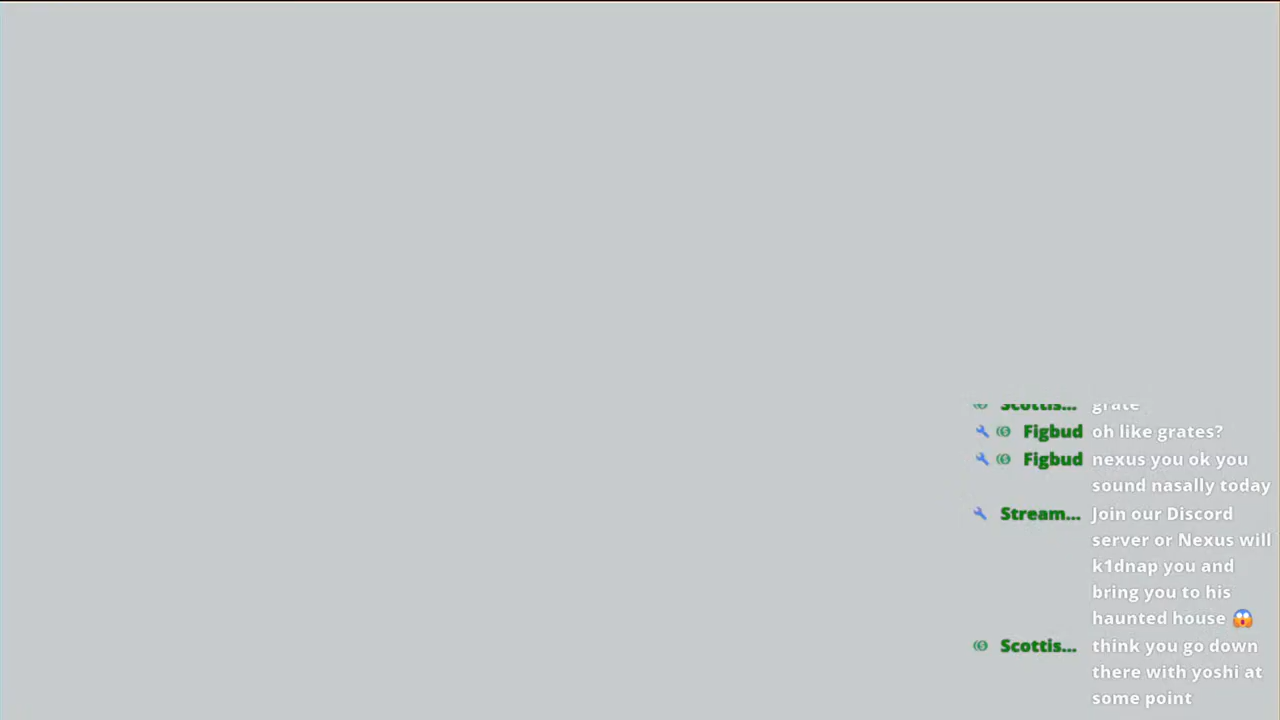 Scottis... grate
Figbud oh like grates?
Figbud nexus you ok you
sound nasally today
Stream... Join our Discord
server or Nexus will
k1dnap you and
bring you to his
haunted house 😱
Scottis... think you go down
there with yoshi at
some point